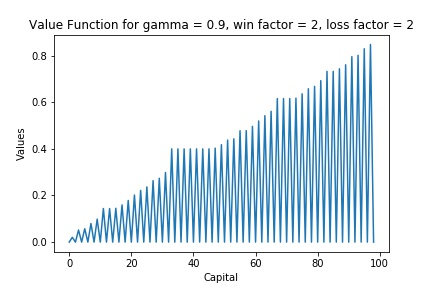 Value Function for gamma = 0.9, win factor = 2, loss factor = 2
Values
0.8
0.6
0.4
0.2
0.0
0 20 40 60 80 100
Capital